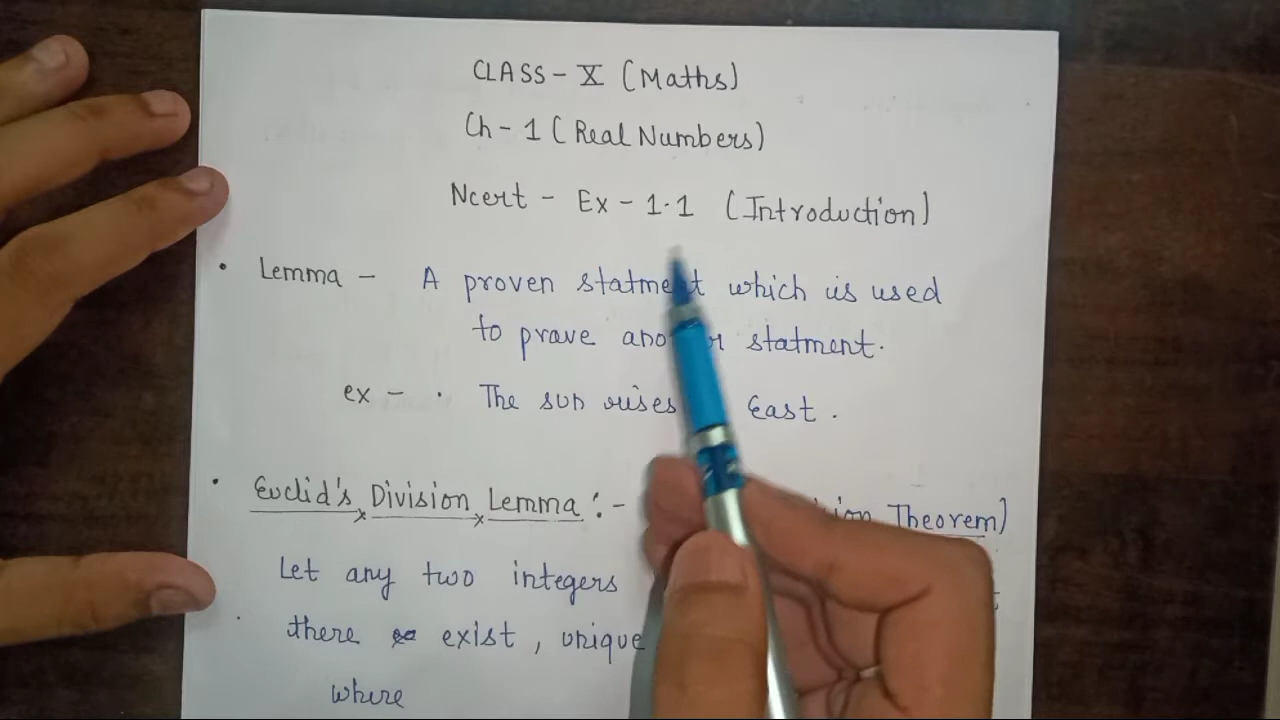 CLASS - X (Maths)
Ch - 1 (Real Numbers)
Ncert - Ex - 1.1 (Introduction)
• Lemma - A proven statment which is used
to prove statment.
ex - • The sun rises East.
• Euclid's Division Lemma :- Theorem)
Let any two integers
there exist, unique
where